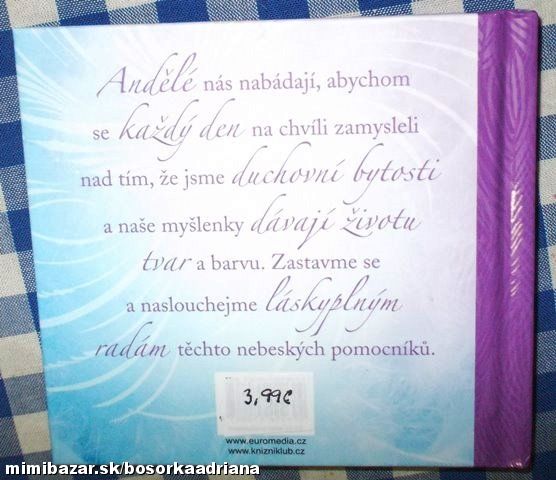 Andělé nás nabádají, abychom
se každý den na chvíli zamysleli
nad tím, že jsme duchovní bytosti
a naše myšlenky dávají životu
tvar a barvu. Zastavme se
a naslouchejme láskyplným
radám těchto nebeských pomocníků.
3,99€
www.euromedia.cz
www.knizniklub.cz
mimibazar.sk/bosorkaadriana